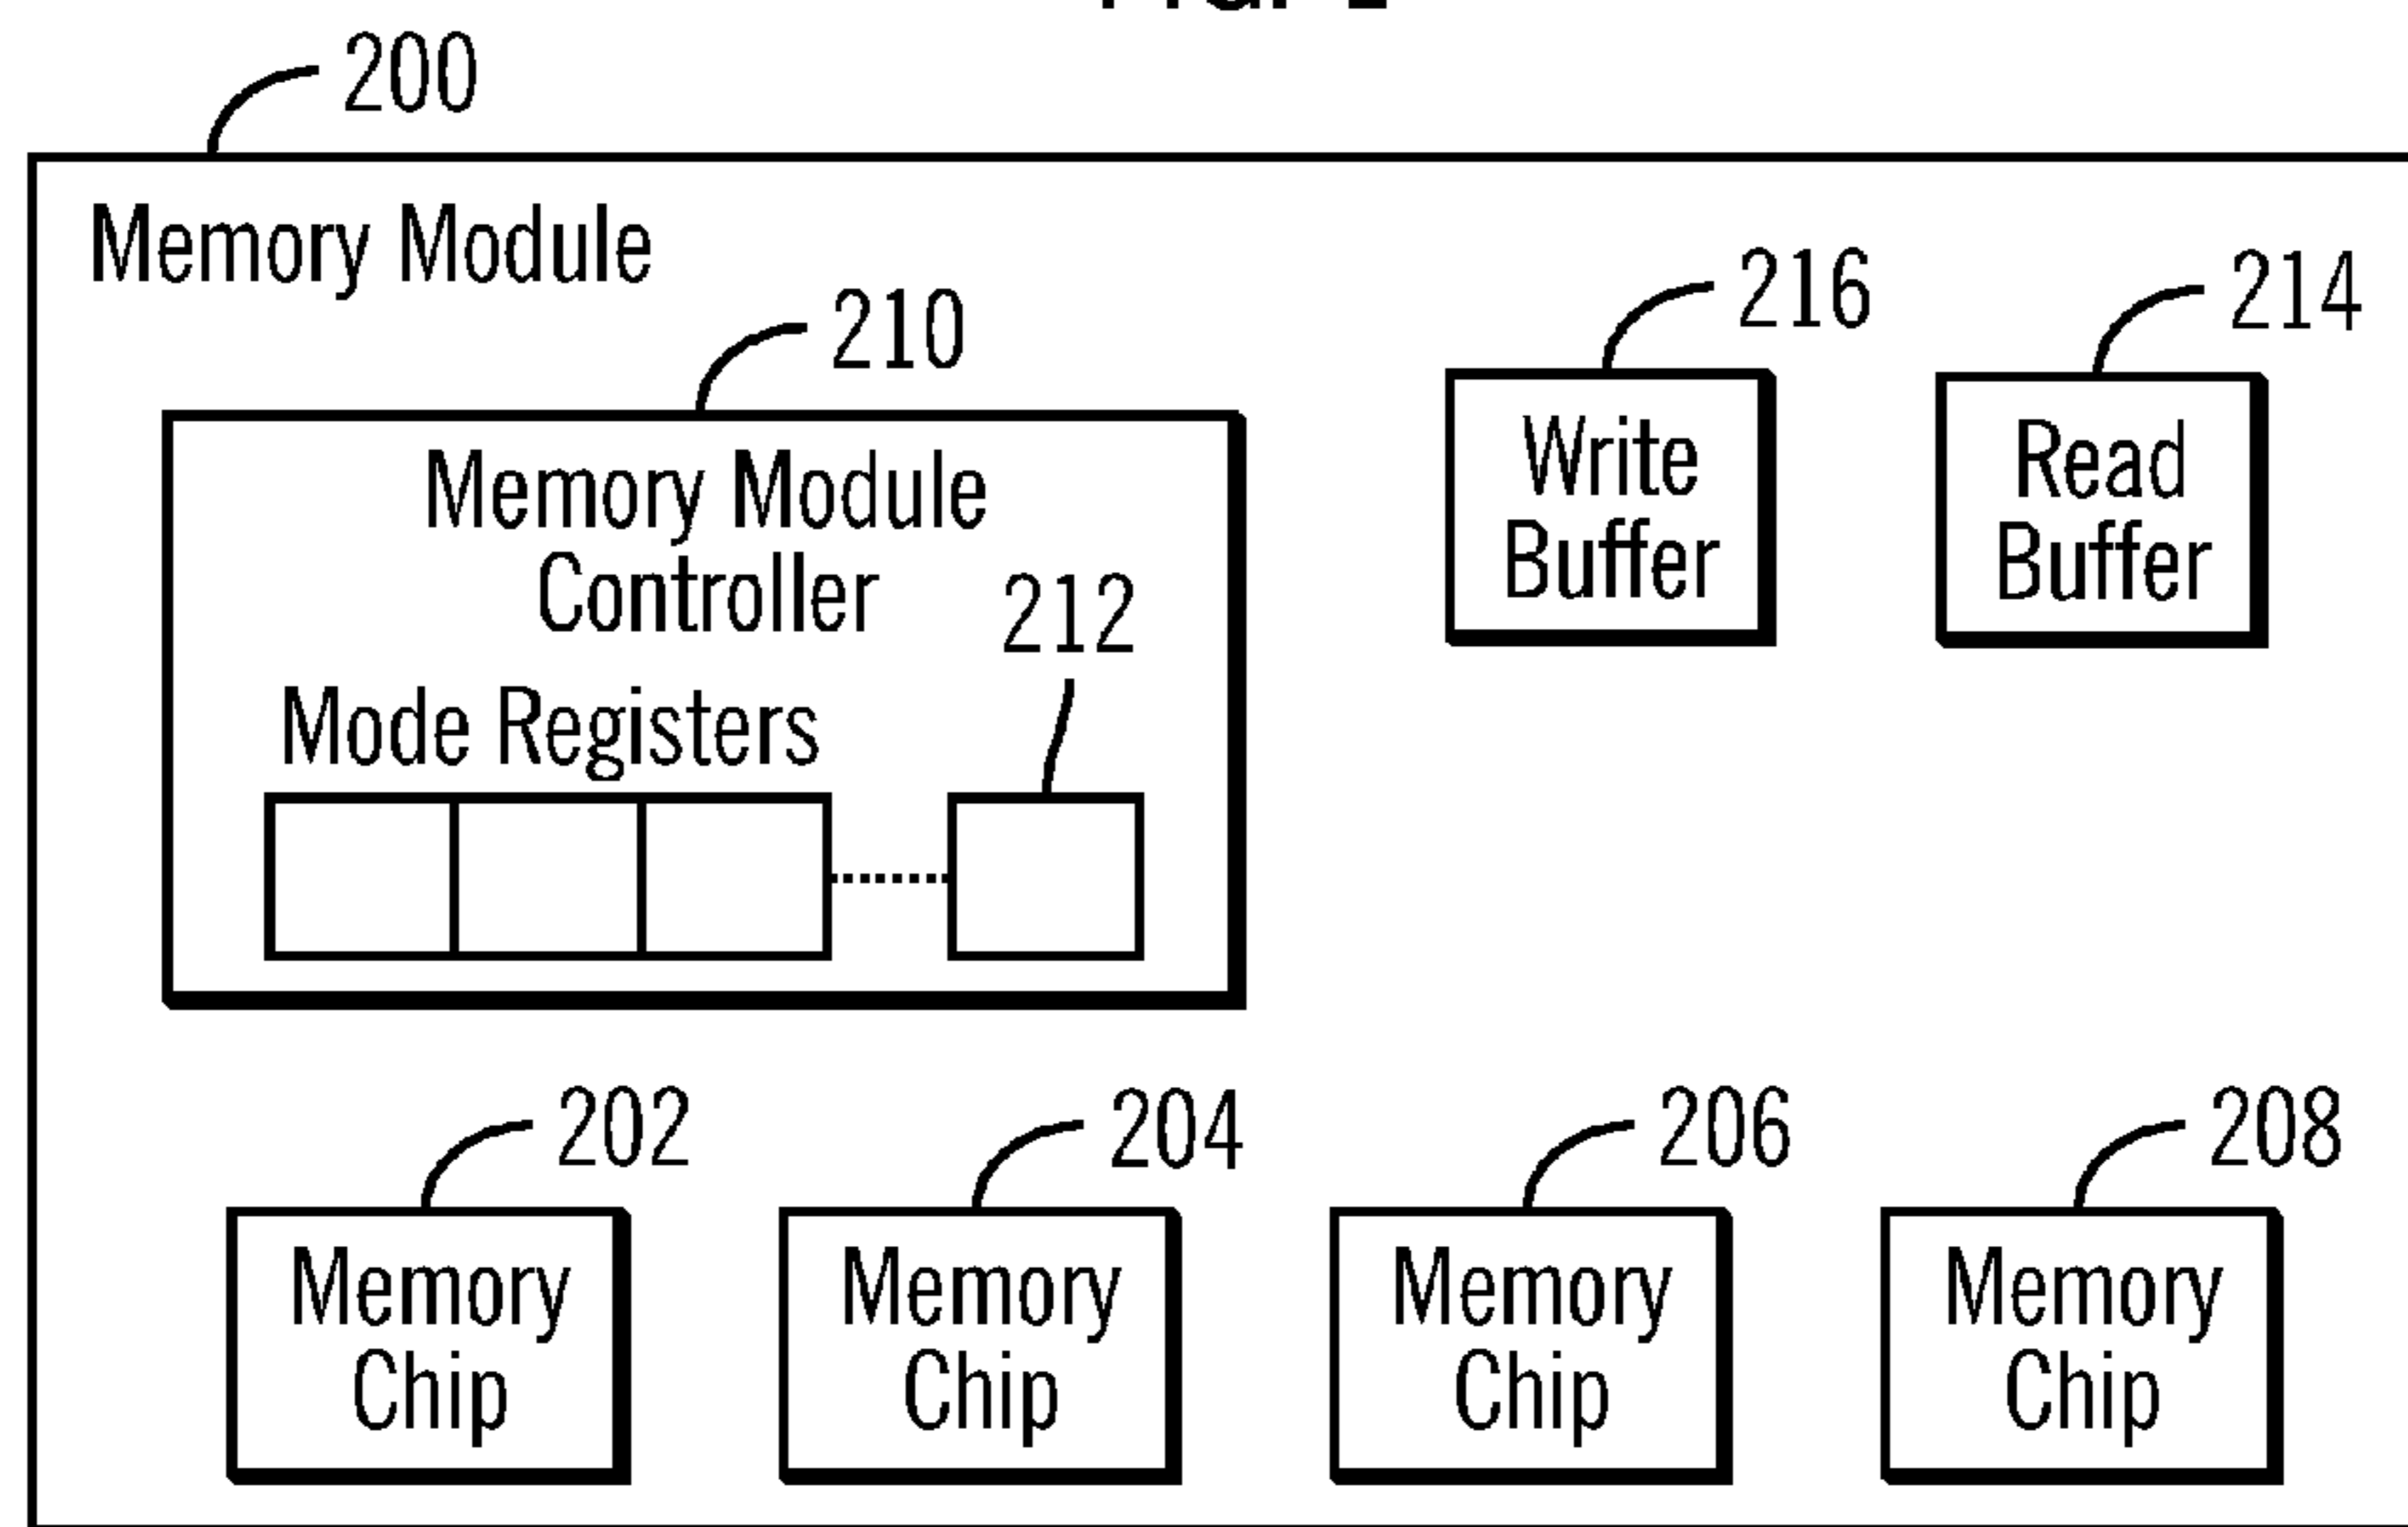 200
Memory Module
216
214
210
Write
Buffer
Read
Buffer
Memory Module
Controller
212
Mode Registers
202
204
206
208
Memory
Chip
Memory
Chip
Memory
Chip
Memory
Chip